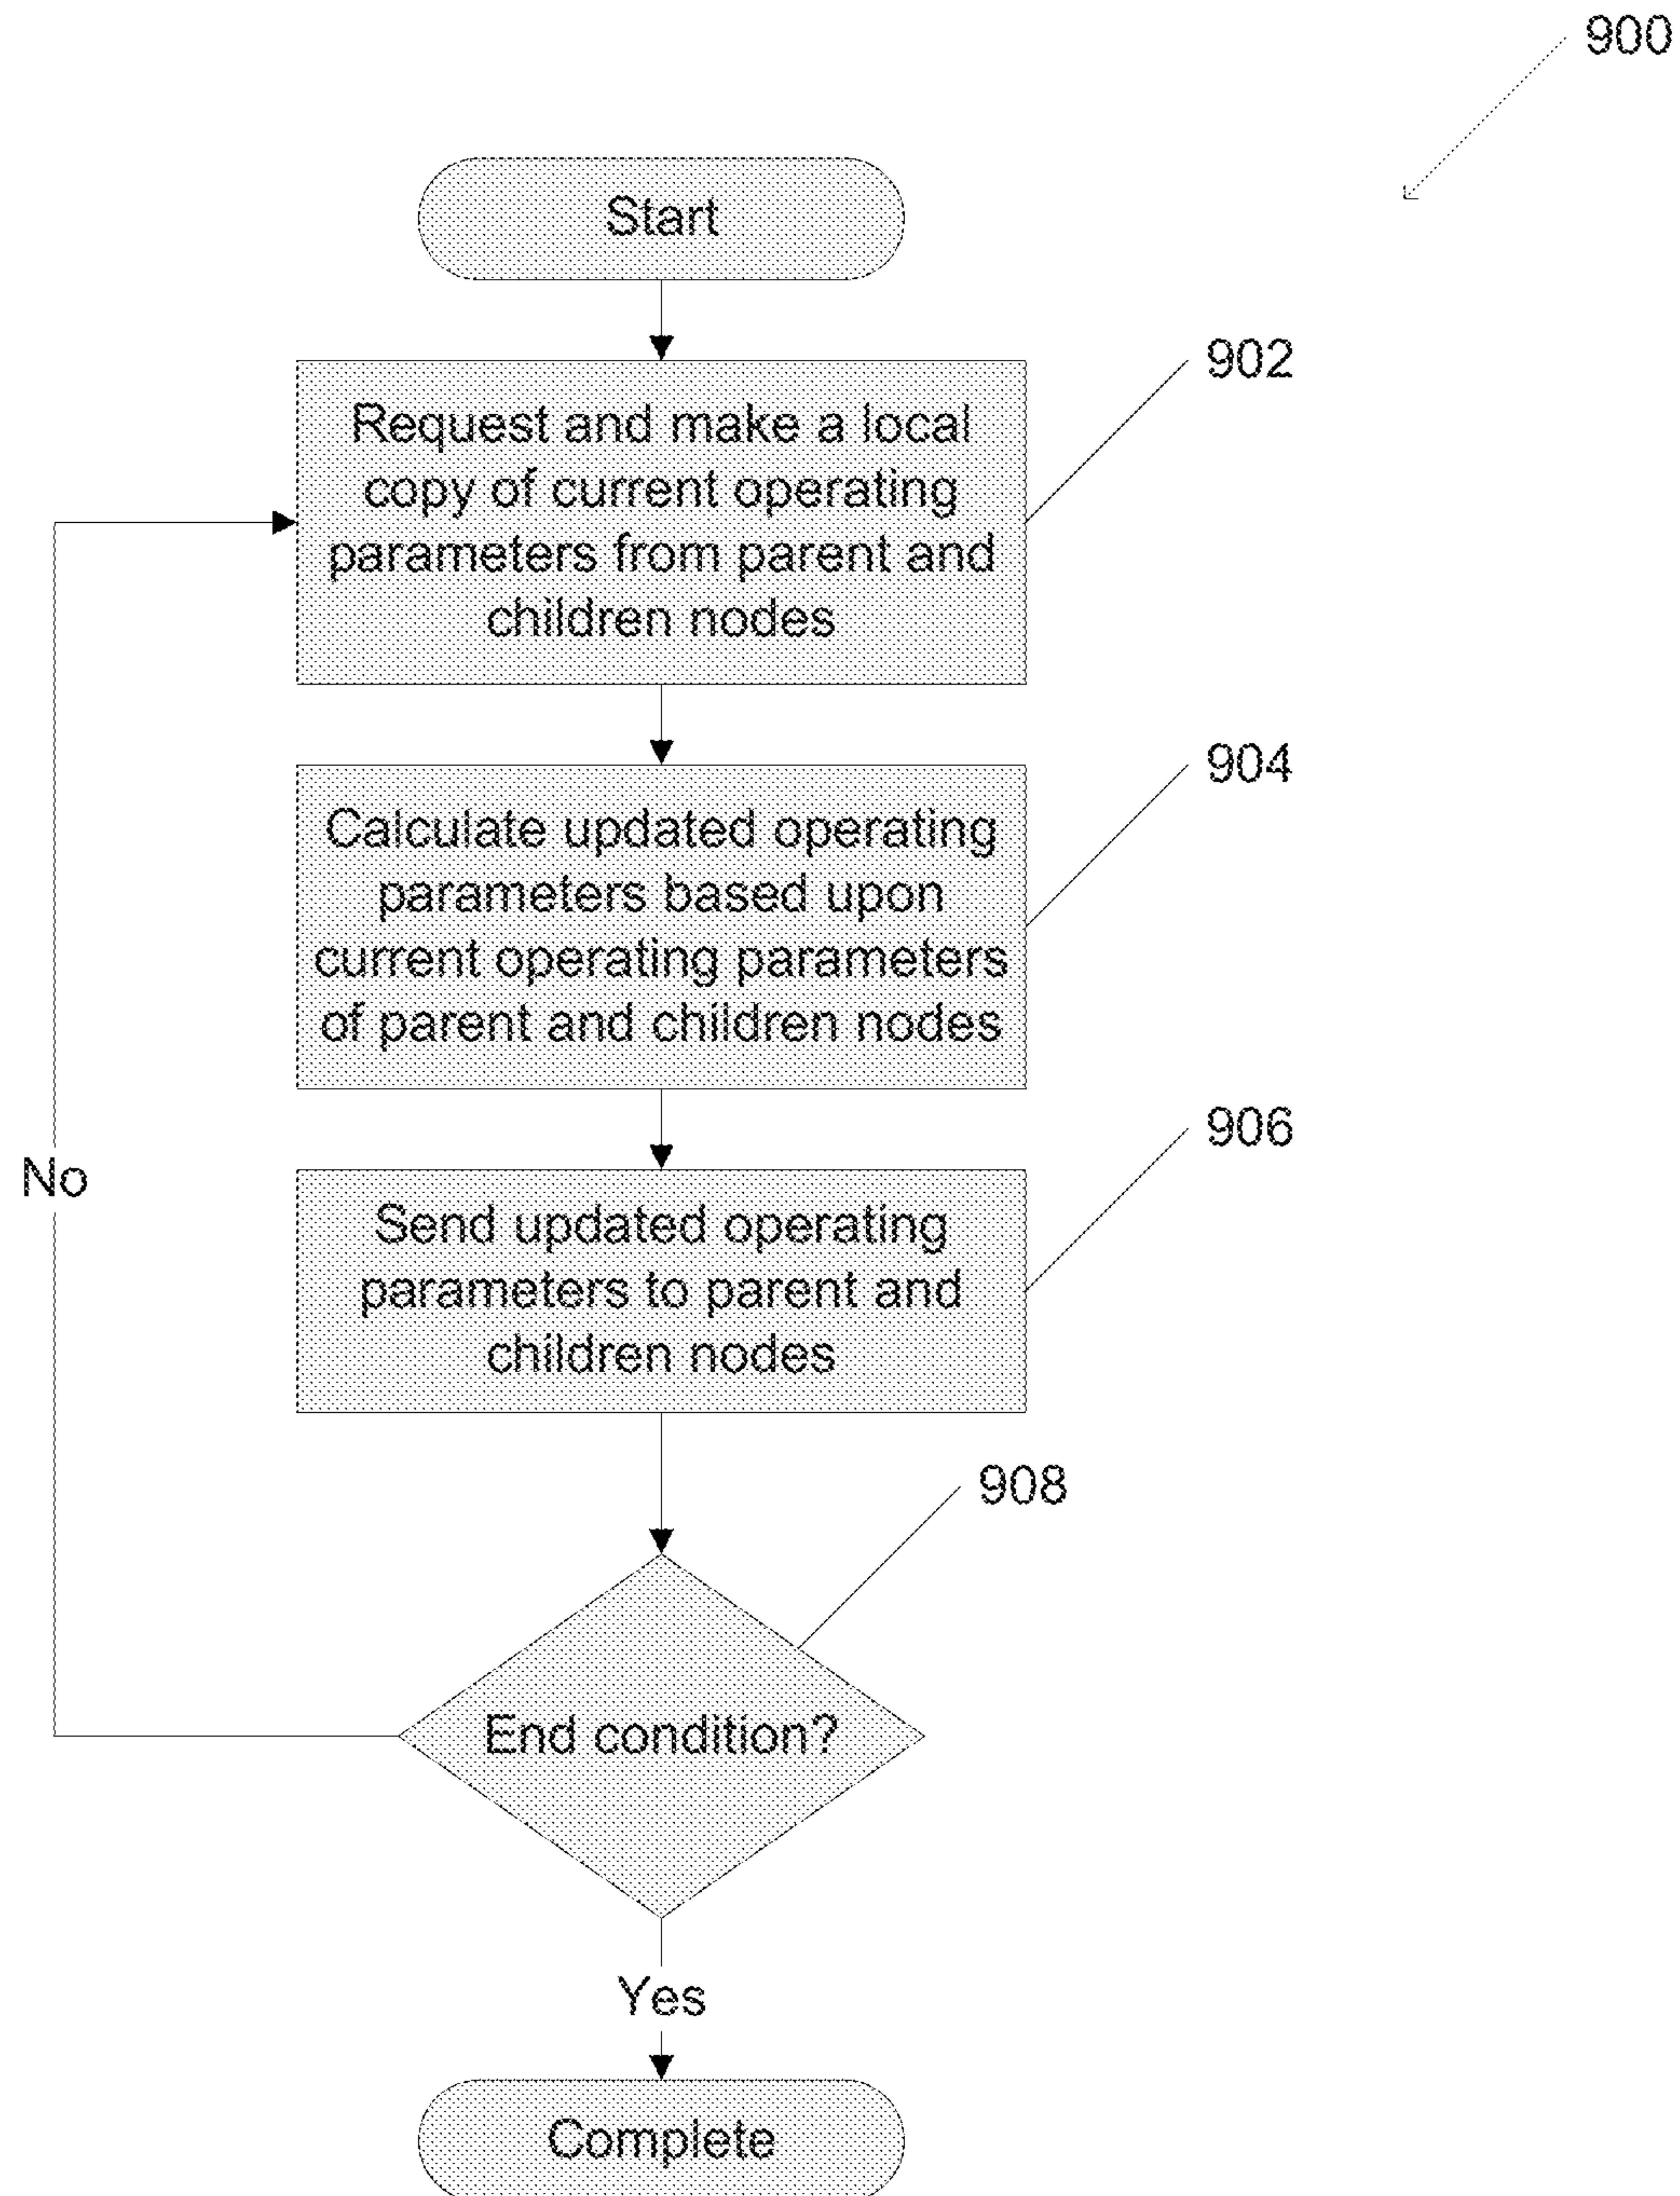 900
Start
902
Request and make a local
copy of current operating
parameters from parent and
children nodes
904
Calculate updated operating
parameters based upon
current operating parameters
of parent and children nodes
906
No
Send updated operating
parameters to parent and
children nodes
908
End condition?
Yes
Complete